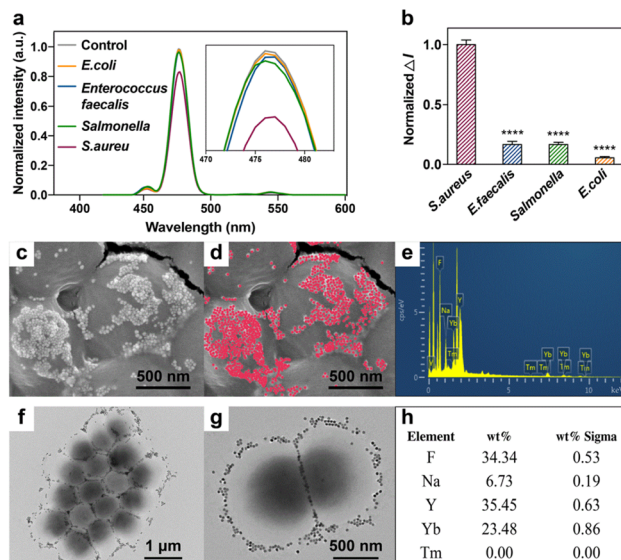 a
Normalized intensity (a.u.)
1.0
0.8
0.6
0.4
0.2
0.0
Control
E.coli
Enterococcus
faecalis
Salmonella
S.aureu
470
475
480
400
450
500
550
600
Wavelength (nm)
b
Normalized △I
1.0
0.5
0.0
****
****
****
S.aureus
E.faecalis
Salmonella
E.coli
c
500 nm
d
500 nm
e
cps/eV
5
0
F
Na
Yb
Tm
Y
Tm
Tm
Yb
Yb
Tm
Yb
0
5
10
keV
f
1 μm
g
500 nm
h
Element wt% wt% Sigma
F 34.34 0.53
Na 6.73 0.19
Y 35.45 0.63
Yb 23.48 0.86
Tm 0.00 0.00